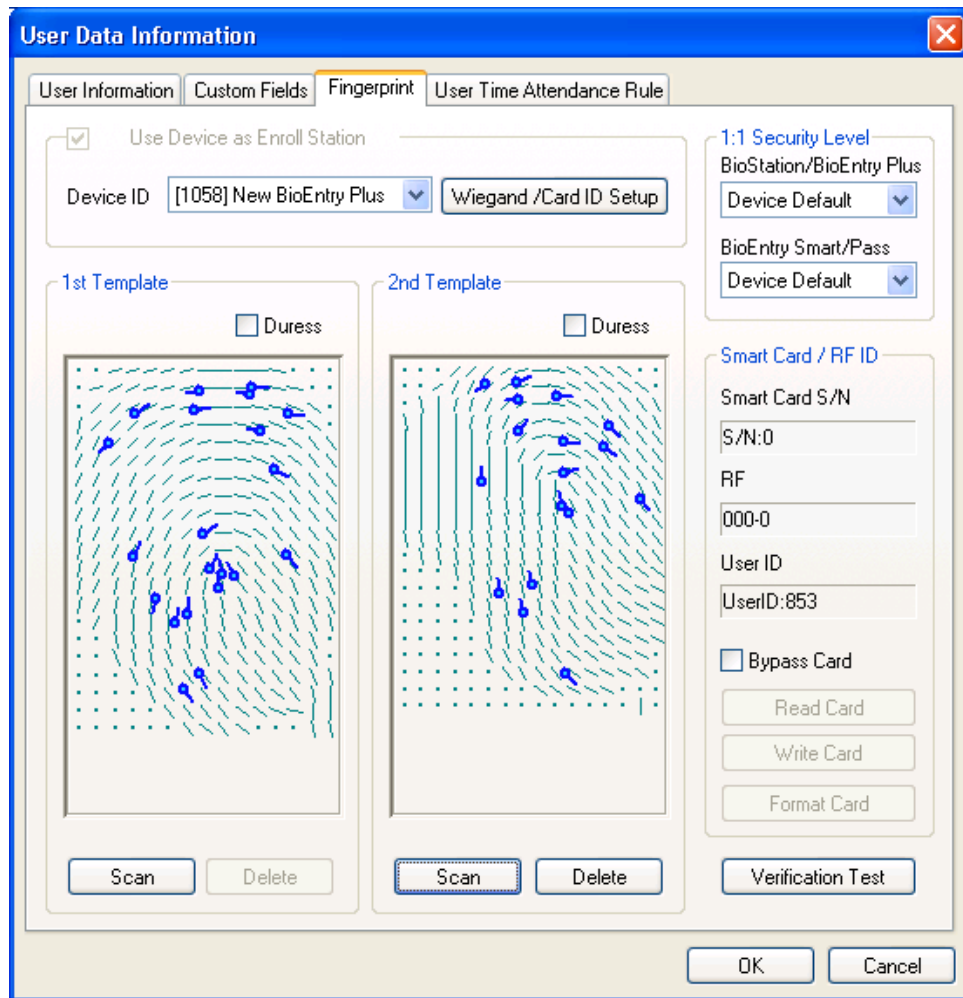 User Data Information
User Information
Custom Fields
Fingerprint
User Time Attendance Rule
Use Device as Enroll Station
Device ID
[1058] New BioEntry Plus
Wiegand /Card ID Setup
1:1 Security Level
BioStation/BioEntry Plus
Device Default
BioEntry Smart/Pass
Device Default
1st Template
Duress
2nd Template
Duress
Smart Card / RF ID
Smart Card S/N
S/N:0
RF
000-0
User ID
UserID:853
Bypass Card
Read Card
Write Card
Format Card
Scan
Delete
Scan
Delete
Verification Test
OK
Cancel